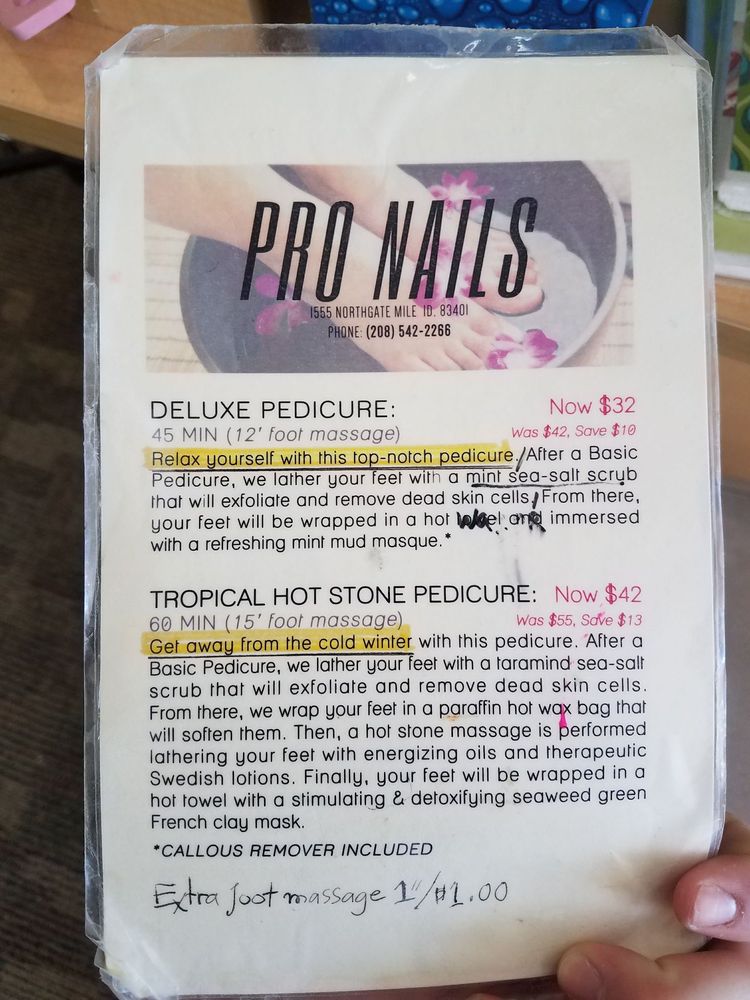 PRO NAILS
1555 NORTHGATE MILE ID, 83401
PHONE: (208) 542-2266
DELUXE PEDICURE: Now $32
45 MIN (12' foot massage) Was $42, Save $10
Relax yourself with this top-notch pedicure. After a Basic
Pedicure, we lather your feet with a mint sea-salt scrub
that will exfoliate and remove dead skin cells. From there,
your feet will be wrapped in a hot towel and immersed
with a refreshing mint mud masque.*
TROPICAL HOT STONE PEDICURE: Now $42
60 MIN (15' foot massage) Was $55, Save $13
Get away from the cold winter with this pedicure. After a
Basic Pedicure, we lather your feet with a taramind sea-salt
scrub that will exfoliate and remove dead skin cells.
From there, we wrap your feet in a paraffin hot wax bag that
will soften them. Then, a hot stone massage is performed
lathering your feet with energizing oils and therapeutic
Swedish lotions. Finally, your feet will be wrapped in a
hot towel with a stimulating & detoxifying seaweed green
French clay mask.
*CALLOUS REMOVER INCLUDED
Extra foot massage 1"/$1.00